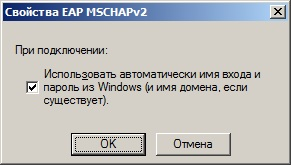 Свойства EAP MSCHAPv2
При подключении:
Использовать автоматически имя входа и
пароль из Windows (и имя домена, если
существует).
OK
Отмена